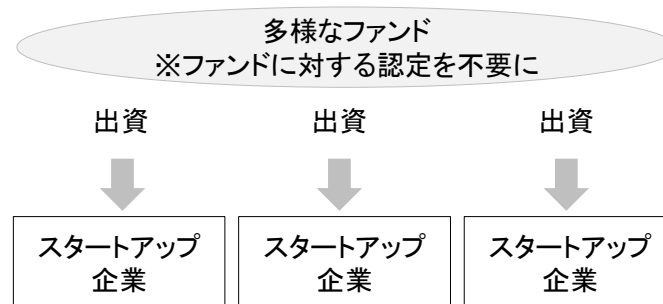 多様なファンド
※ファンドに対する認定を不要に
出資 出資 出資
スタートアップ スタートアップ スタートアップ
企業 企業 企業